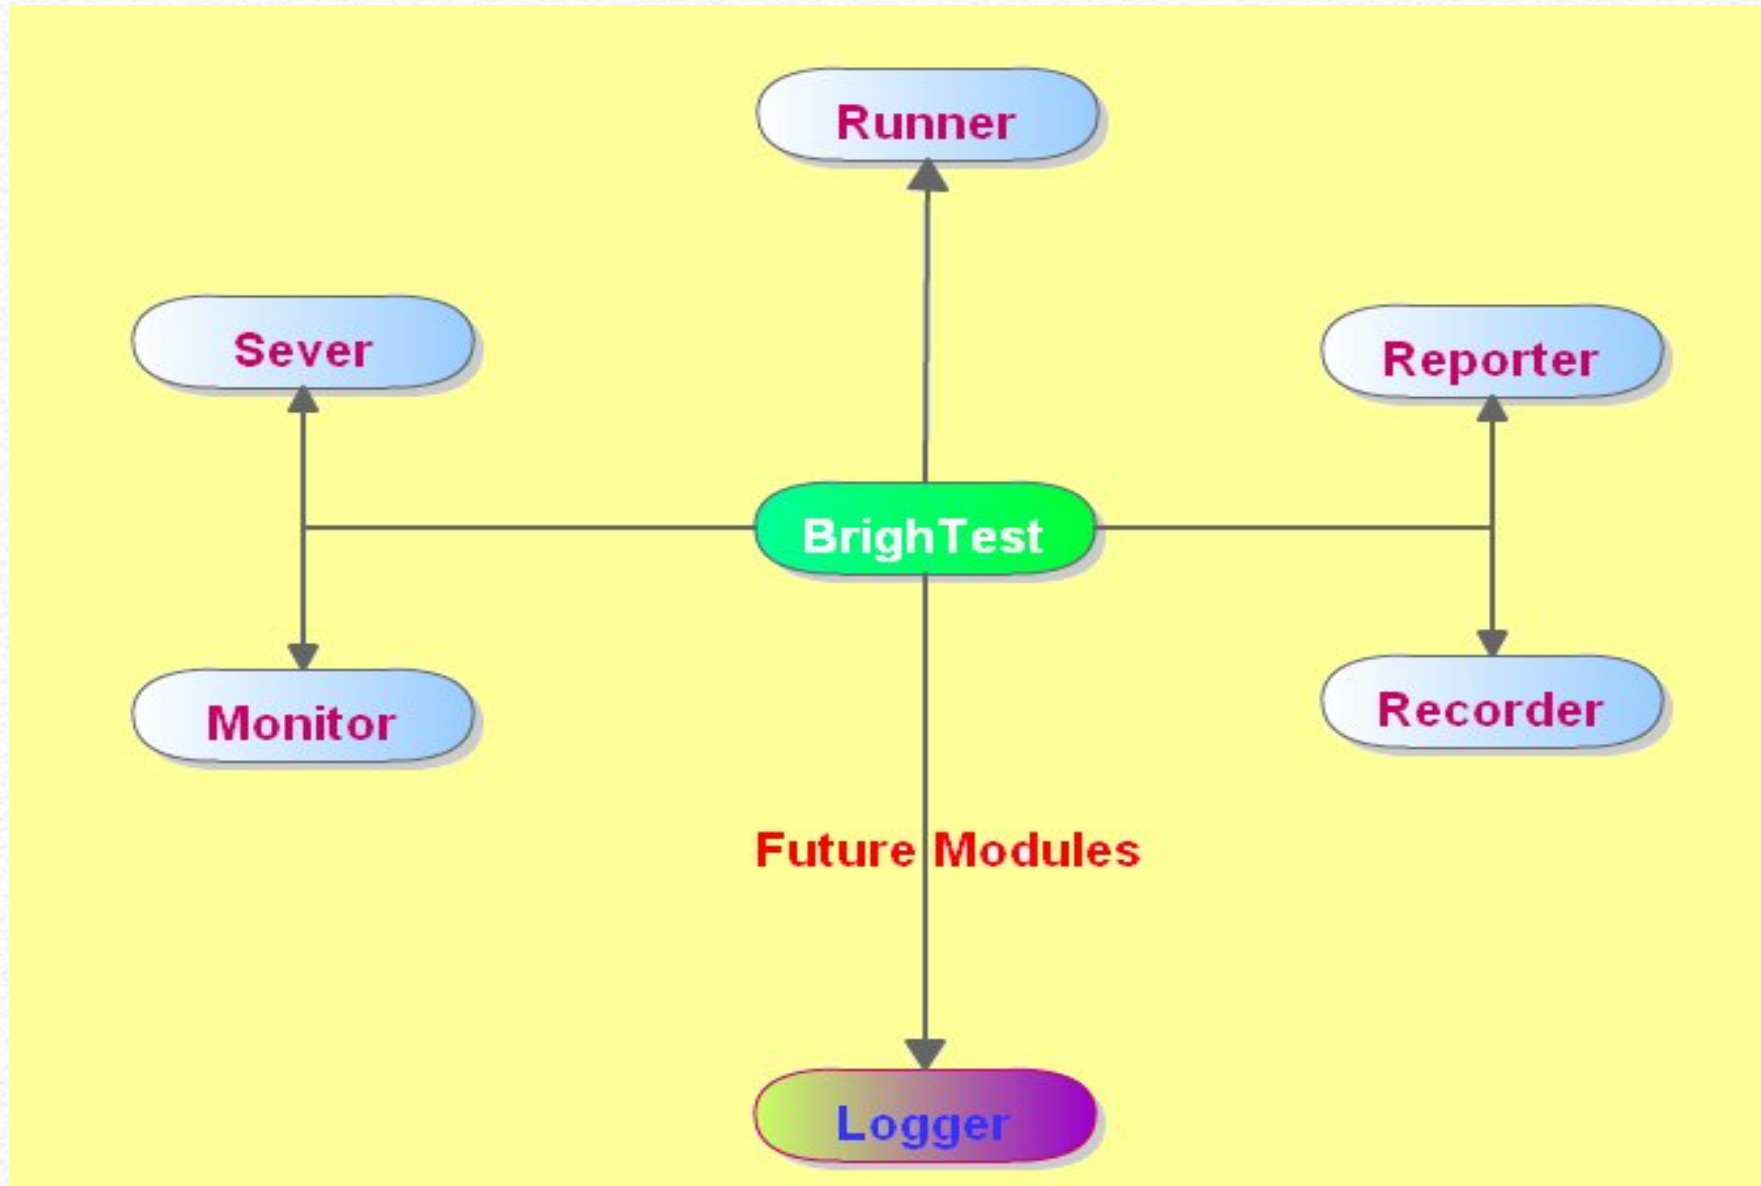 Runner
Sever
Reporter
BrighTest
Monitor
Recorder
Future Modules
Logger